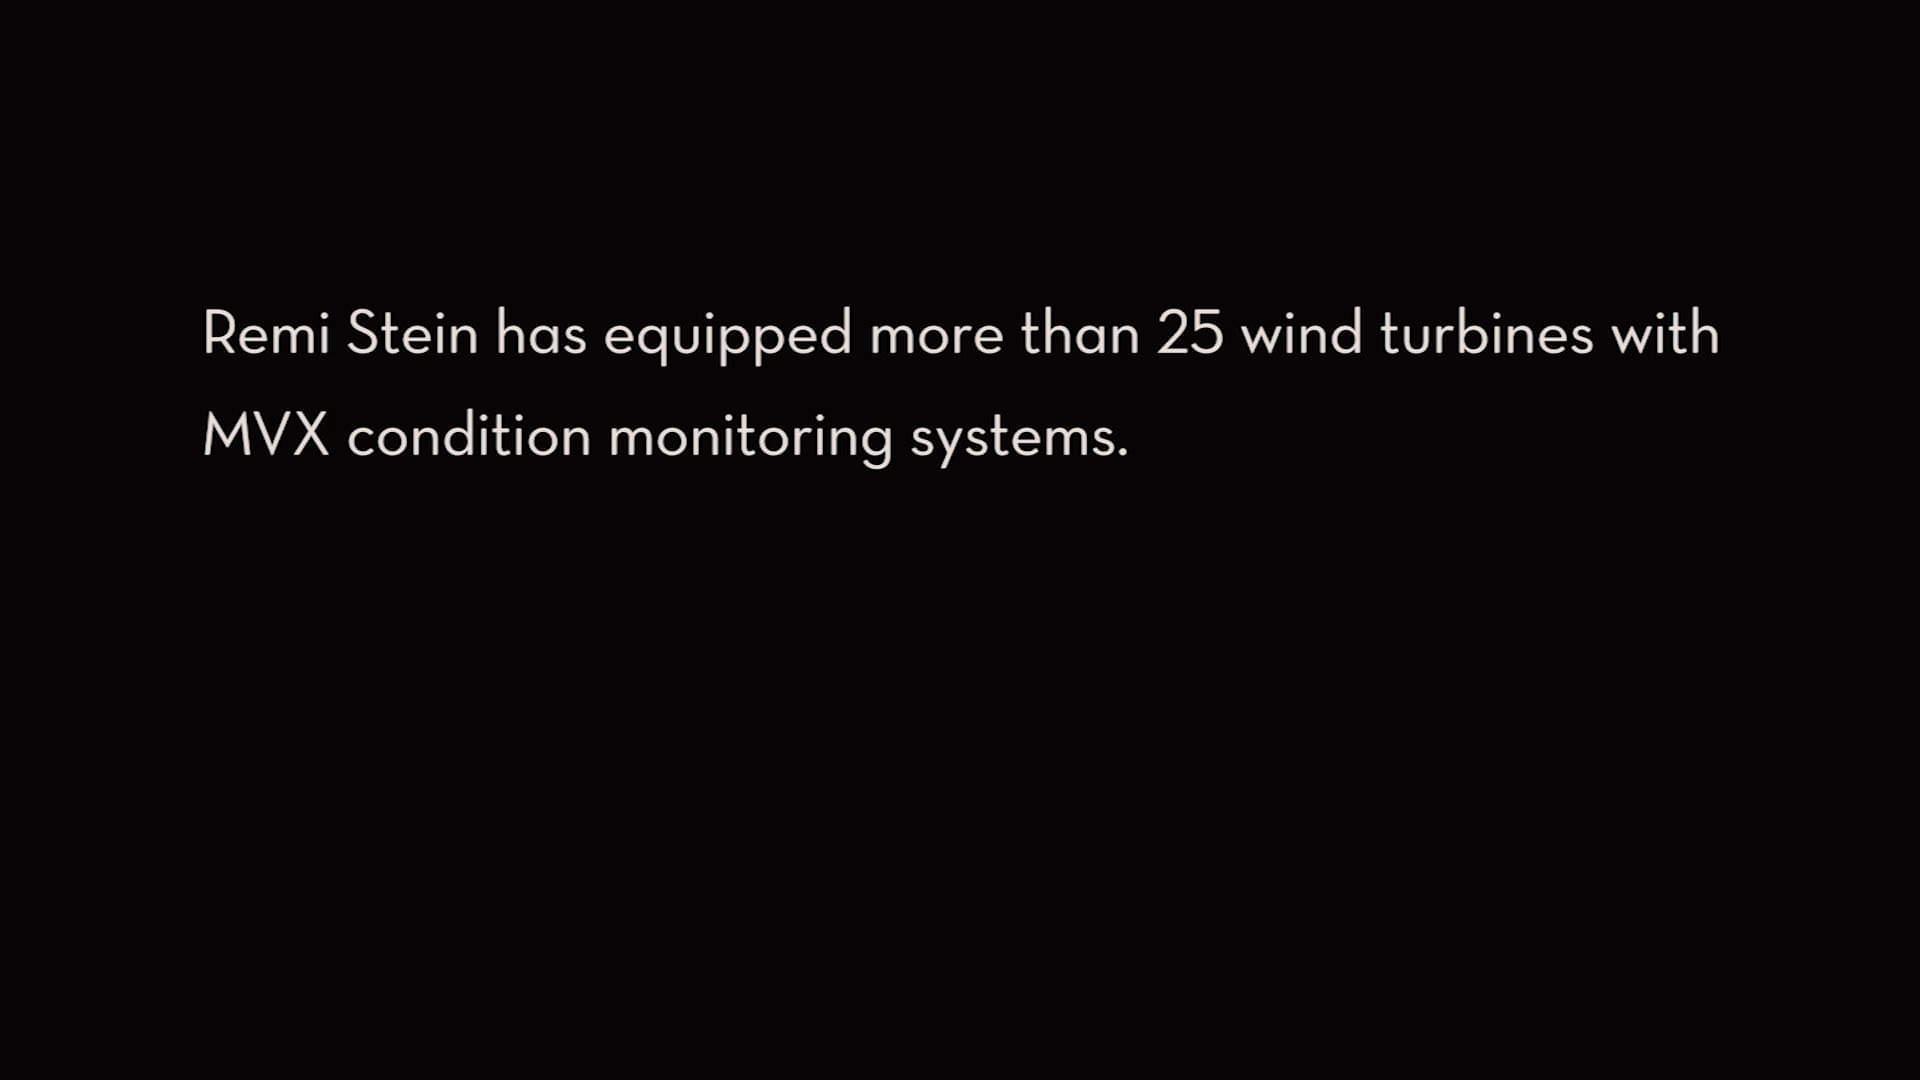 Remi Stein has equipped more than 25 wind turbines with
MVX condition monitoring systems.